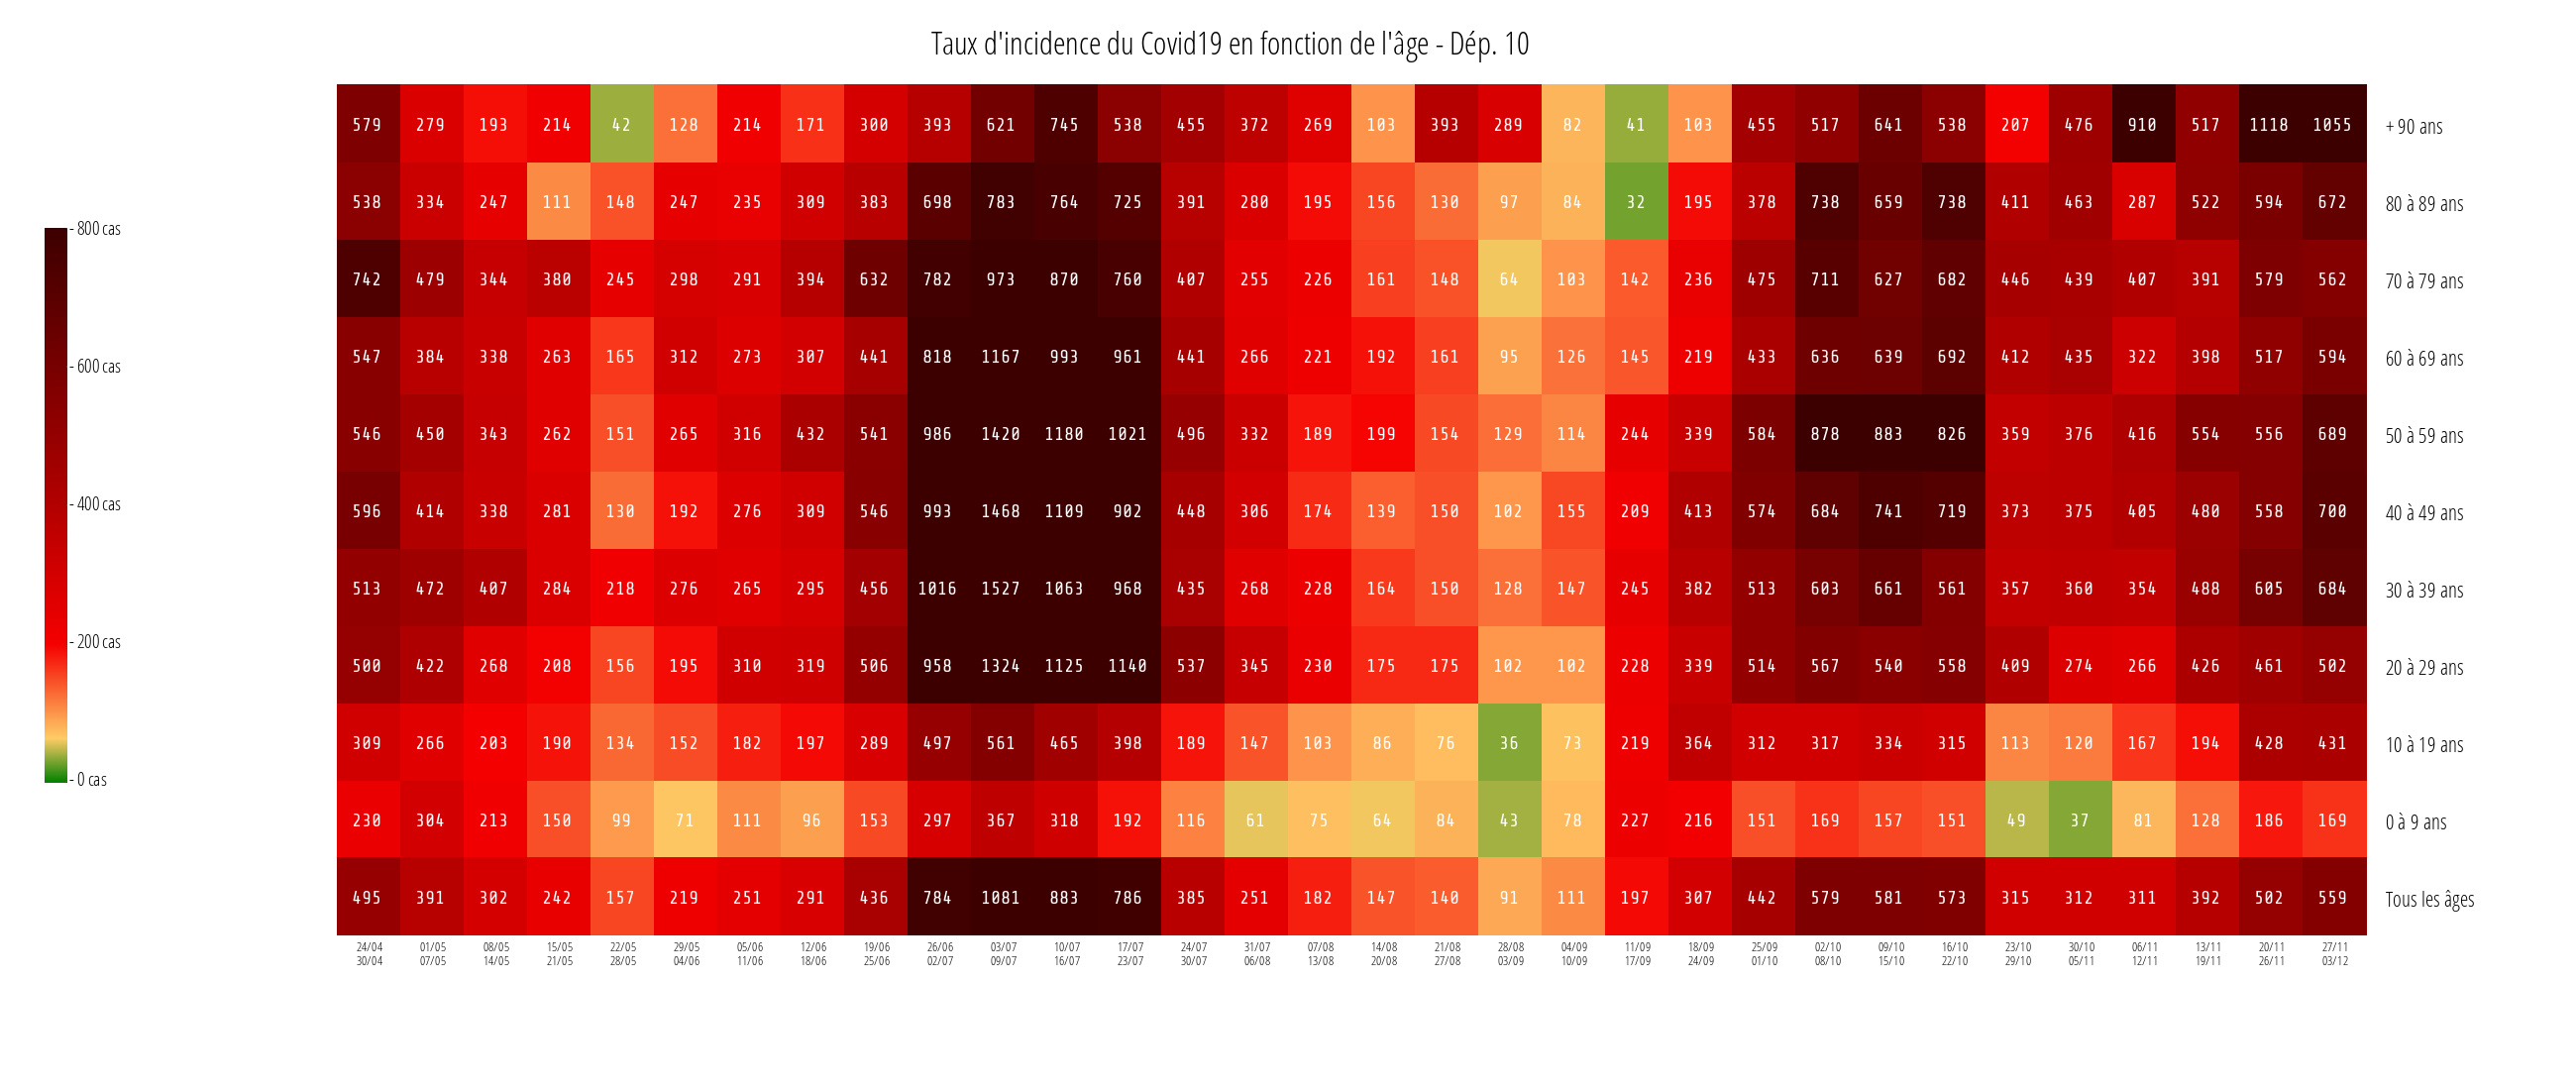 Taux d'incidence du Covid19 en fonction de l'âge - Dép. 10
579 279 193 214 42 128 214 171 300 393 621 745 538 455 372 269 103 393 289 82 41 103 455 517 641 538 207 476 910 517 1118 1055 + 90 ans
538 334 247 111 148 247 235 309 383 698 783 764 725 391 280 195 156 130 97 84 32 195 378 738 659 738 411 463 287 522 594 672 80 à 89 ans
- 800 cas
742 479 344 380 245 298 291 394 632 782 973 870 760 407 255 226 161 148 64 103 142 236 475 711 627 682 446 439 407 391 579 562 70 à 79 ans
547 384 338 263 165 312 273 307 441 818 1167 993 961 441 266 221 192 161 95 126 145 219 433 636 639 692 412 435 322 398 517 594 60 à 69 ans
- 600 cas
546 450 343 262 151 265 316 432 541 986 1420 1180 1021 496 332 189 199 154 129 114 244 339 584 878 883 826 359 376 416 554 556 689 50 à 59 ans
- 400 cas
596 414 338 281 130 192 276 309 546 993 1468 1109 902 448 306 174 139 150 102 155 209 413 574 684 741 719 373 375 405 480 558 700 40 à 49 ans
513 472 407 284 218 276 265 295 456 1016 1527 1063 968 435 268 228 164 150 128 147 245 382 513 603 661 561 357 360 354 488 605 684 30 à 39 ans
- 200 cas
500 422 268 208 156 195 310 319 506 958 1324 1125 1140 537 345 230 175 175 102 102 228 339 514 567 540 558 409 274 266 426 461 502 20 à 29 ans
309 266 203 190 134 152 182 197 289 497 561 465 398 189 147 103 86 76 36 73 219 364 312 317 334 315 113 120 167 194 428 431 10 à 19 ans
- 0 cas
230 304 213 150 99 71 111 96 153 297 367 318 192 116 61 75 64 84 43 78 227 216 151 169 157 151 49 37 81 128 186 169 0 à 9 ans
495 391 302 242 157 219 251 291 436 784 1081 883 786 385 251 182 147 140 91 111 197 307 442 579 581 573 315 312 311 392 502 559 Tous les âges
24/04 01/05 08/05 15/05 22/05 29/05 05/06 12/06 19/06 26/06 03/07 10/07 17/07 24/07 31/07 07/08 14/08 21/08 28/08 04/09 11/09 18/09 25/09 02/10 09/10 16/10 23/10 30/10 06/11 13/11 20/11 27/11
30/04 07/05 14/05 21/05 28/05 04/06 11/06 18/06 25/06 02/07 09/07 16/07 23/07 30/07 06/08 13/08 20/08 27/08 03/09 10/09 17/09 24/09 01/10 08/10 15/10 22/10 29/10 05/11 12/11 19/11 26/11 03/12